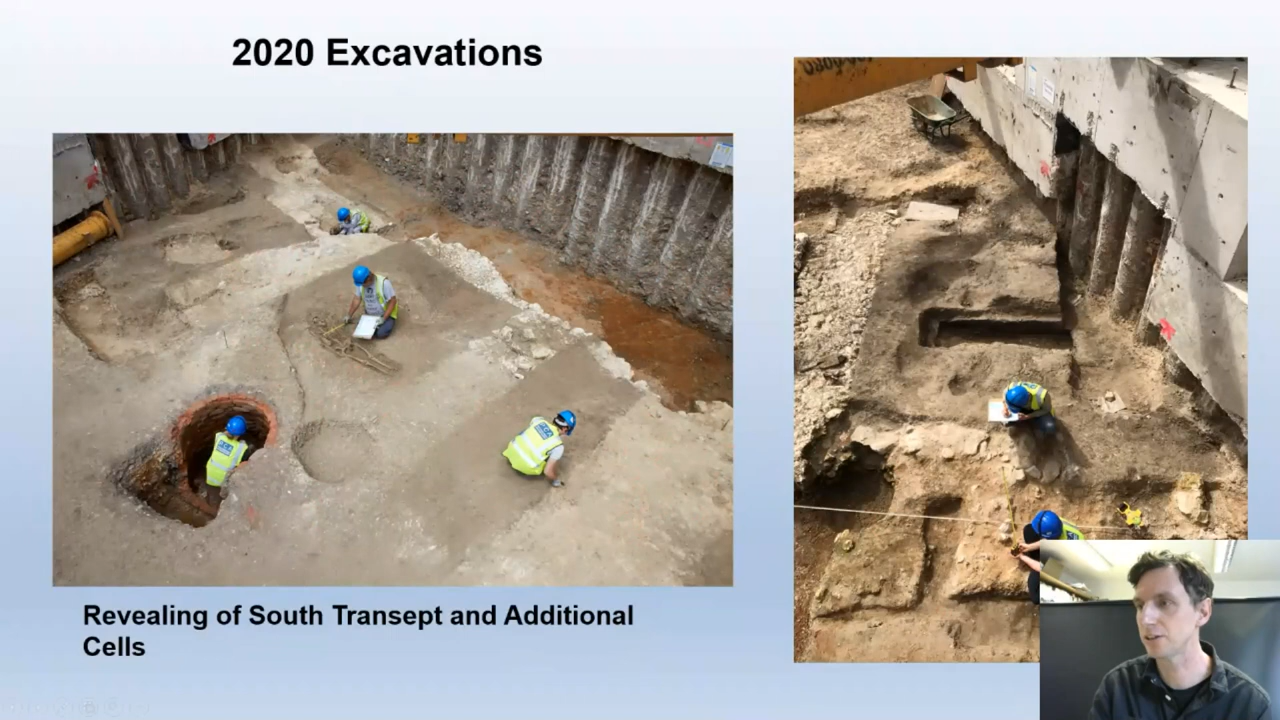 2020 Excavations
Revealing of South Transept and Additional
Cells